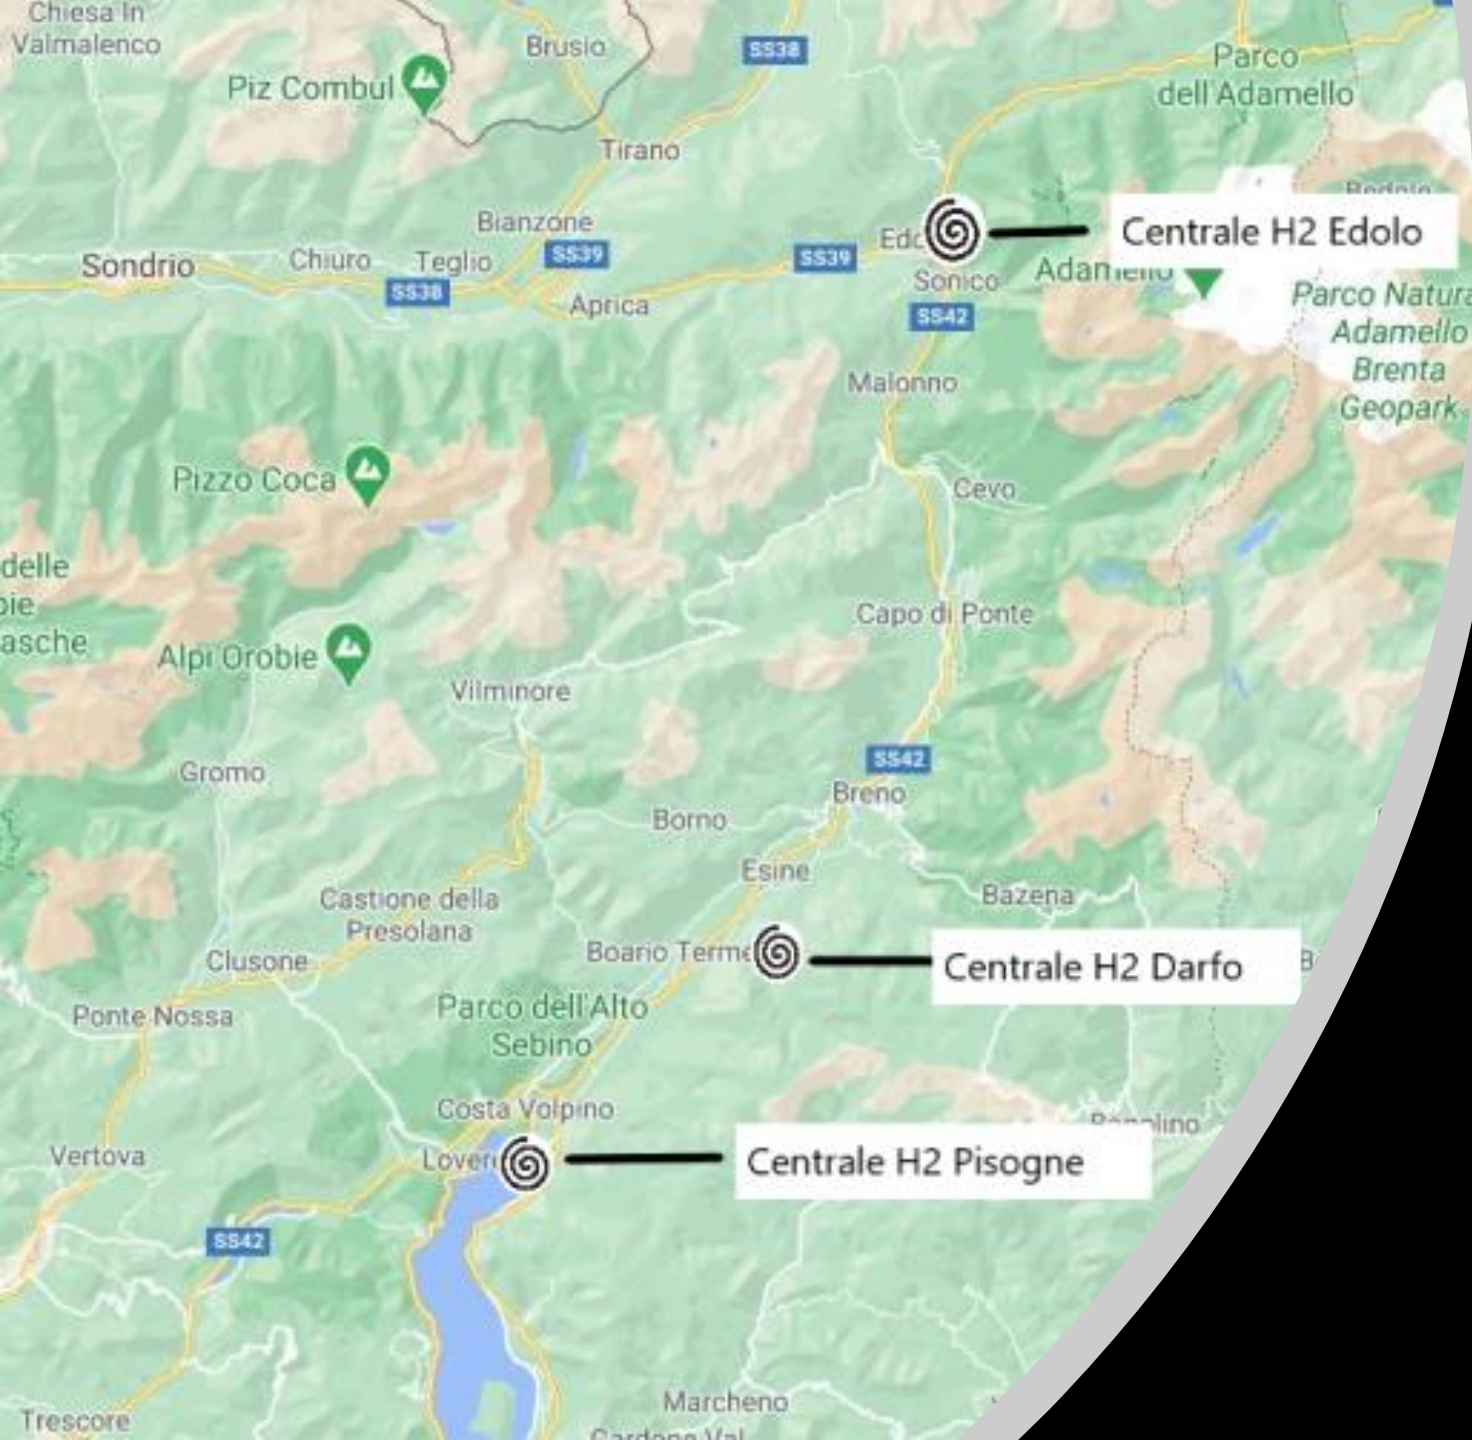 Chiesa In
Valmalenco
Brusio
SS38
Parco
dell'Adamello
Piz Combul
Tirano
Bianzone
Centrale H2 Edolo
Sondrio
Chiuro
Teglio
SS39
SS39
Sonico
Adamello
SS38
Aprica
SS42
Parco Natura
Adamello
Brenta
Geopark
Malonno
Pizzo Coca
Cevo
delle
asche
Capo di Ponte
Alpi Orobie
Vilminore
SS42
Gromo
Breno
Borno
Esine
Castione della
Presolana
Bazena
Clusone
Boario Terme
Centrale H2 Darfo
Ponte Nossa
Parco dell'Alto
Sebino
Costa Volpino
Vertova
Lovere
Centrale H2 Pisogne
SS42
Marcheno
Trescore